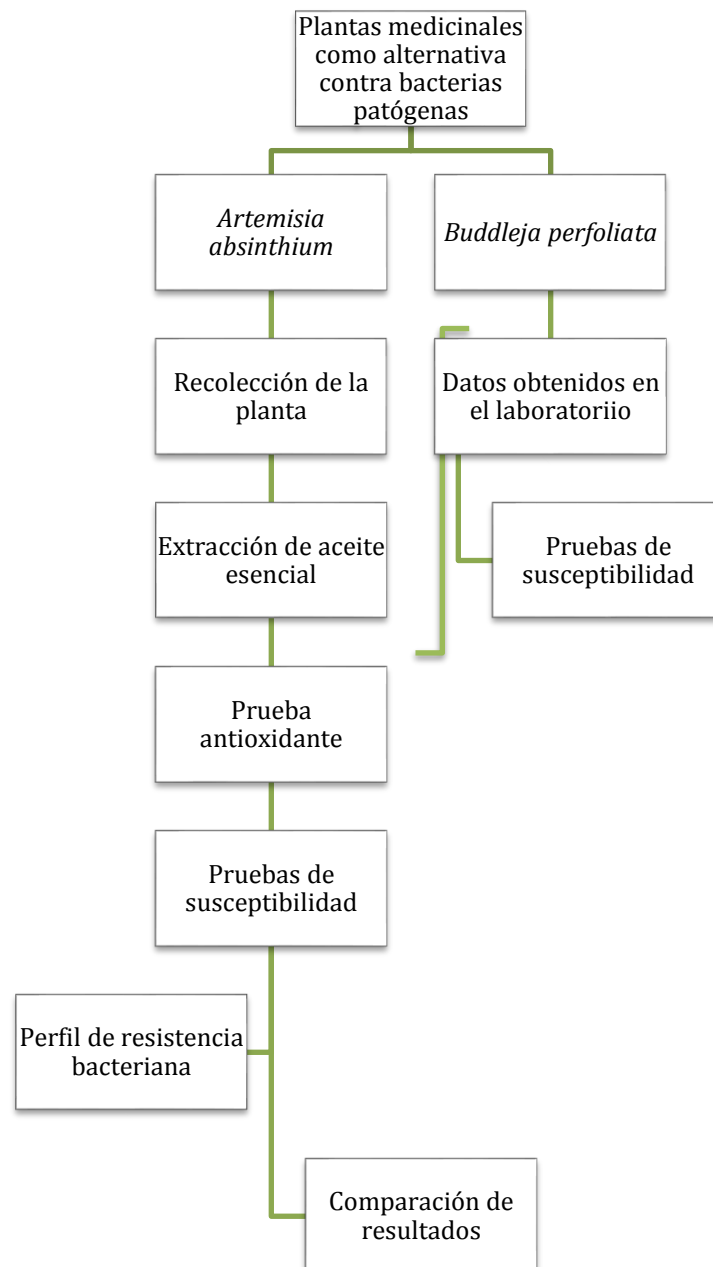 Plantas medicinales
como alternativa
contra bacterias
patógenas
Artemisia
absinthium
Buddleja perfoliata
Recolección de la
planta
Datos obtenidos en
el laboratoriio
Extracción de aceite
esencial
Pruebas de
susceptibilidad
Prueba
antioxidante
Pruebas de
susceptibilidad
Perfil de resistencia
bacteriana
Comparación de
resultados